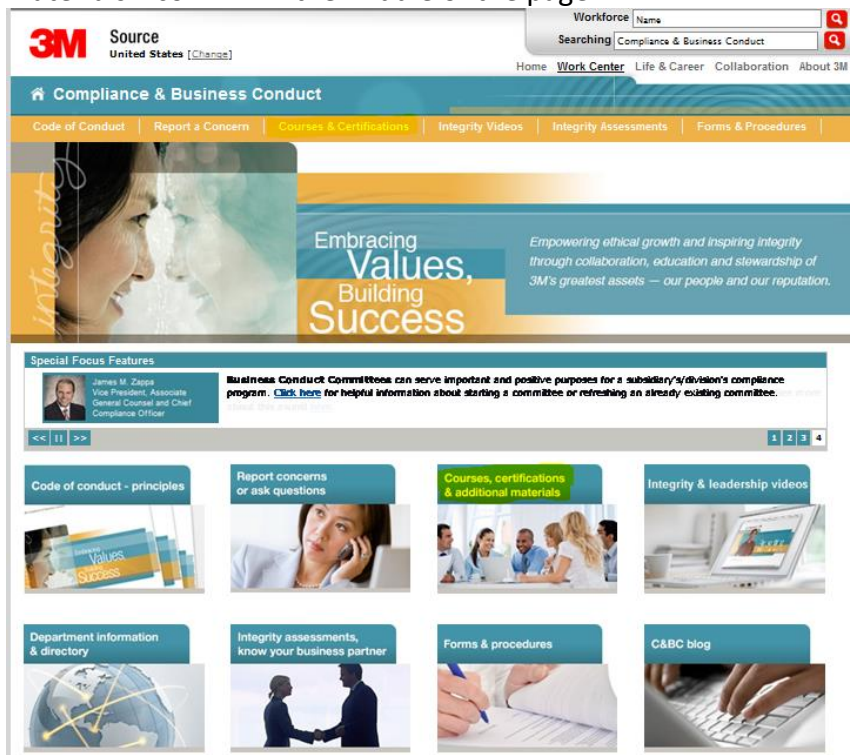 3M Source
United States [Change]
Workforce Name
Searching Compliance & Business Conduct
Home Work Center Life & Career Collaboration About 3M
Compliance & Business Conduct
Code of Conduct Report a Concern Courses & Certifications Integrity Videos Integrity Assessments Forms & Procedures
integrity
Embracing
Values,
Building
Success
Empowering ethical growth and inspiring integrity
through collaboration, education and stewardship of
3M's greatest assets — our people and our reputation.
Special Focus Features
James M. Zappa
Vice President, Associate
General Counsel and Chief
Compliance Officer
Business Conduct Committees can serve important and positive purposes for a subsidiary's/division's compliance
program. Click here for helpful information about starting a committee or refreshing an already existing committee.
<< || >>
1 2 3 4
Code of conduct - principles
Embracing
Values,
Success
Report concerns
or ask questions
Courses, certifications
& additional materials
Integrity & leadership videos
Department information
& directory
Integrity assessments,
know your business partner
Forms & procedures
C&BC blog